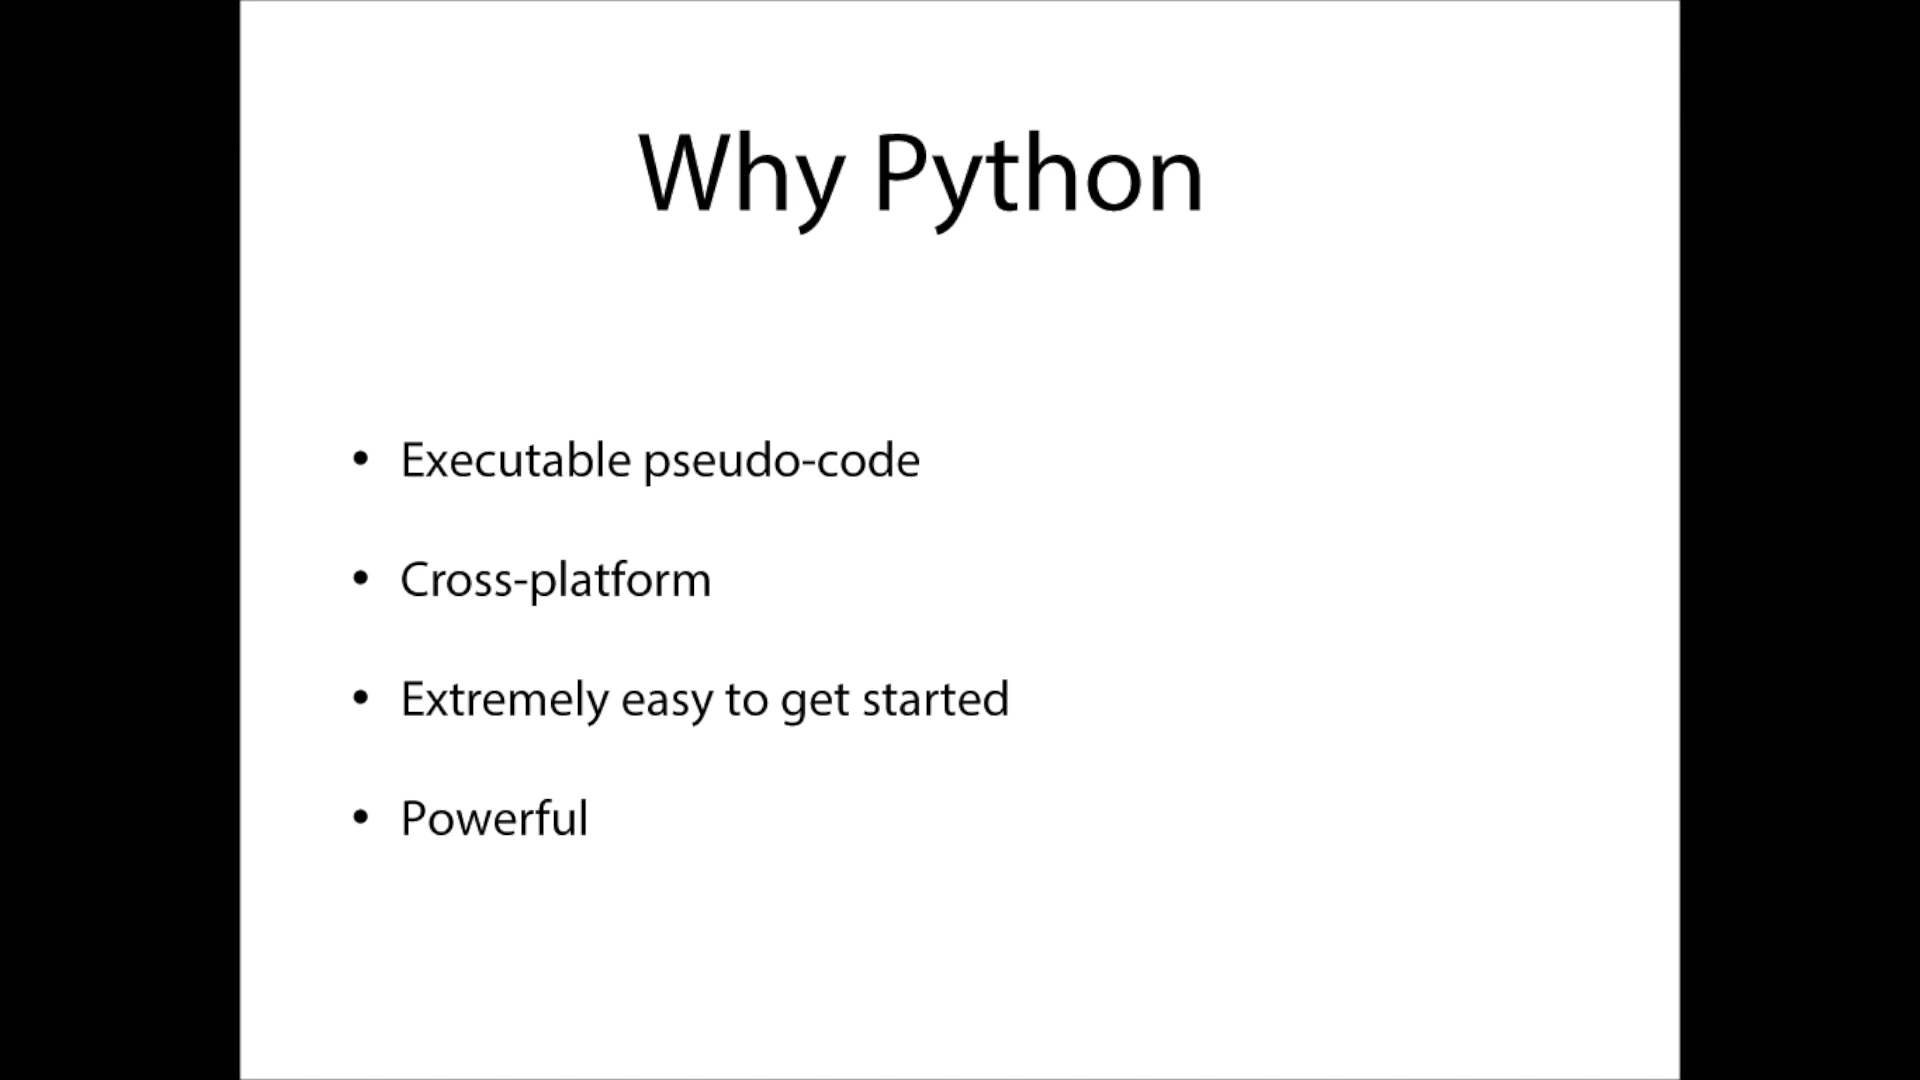 Why Python
• Executable pseudo-code
• Cross-platform
• Extremely easy to get started
• Powerful